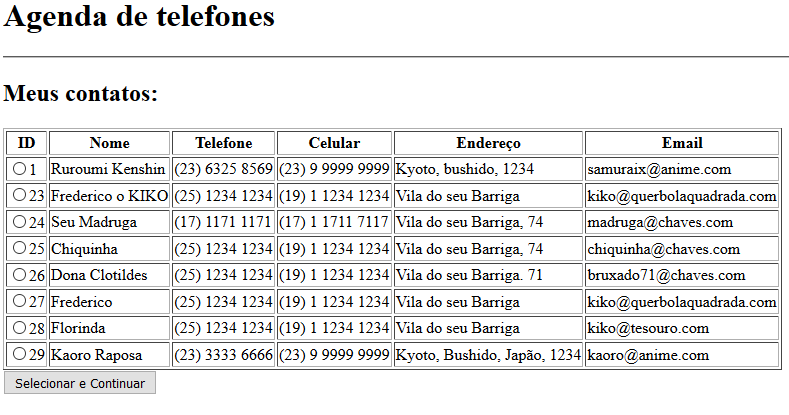 Agenda de telefones
Meus contatos:
ID Nome Telefone Celular Endereço Email
1 Ruroumi Kenshin (23) 6325 8569 (23) 9 9999 9999 Kyoto, bushido, 1234 samuraix@anime.com
23 Frederico o KIKO (25) 1234 1234 (19) 1 1234 1234 Vila do seu Barriga kiko@querbolaquadrada.com
24 Seu Madruga (17) 1171 1171 (17) 1 1711 7117 Vila do seu Barriga, 74 madruga@chaves.com
25 Chiquinha (25) 1234 1234 (19) 1 1234 1234 Vila do seu Barriga, 74 chiquinha@chaves.com
26 Dona Clotildes (25) 1234 1234 (19) 1 1234 1234 Vila do seu Barriga. 71 bruxado71@chaves.com
27 Frederico (25) 1234 1234 (19) 1 1234 1234 Vila do seu Barriga kiko@querbolaquadrada.com
28 Florinda (25) 1234 1234 (19) 1 1234 1234 Vila do seu Barriga kiko@tesouro.com
29 Kaoro Raposa (23) 3333 6666 (23) 9 9999 9999 Kyoto, Bushido, Japão, 1234 kaoro@anime.com
Selecionar e Continuar